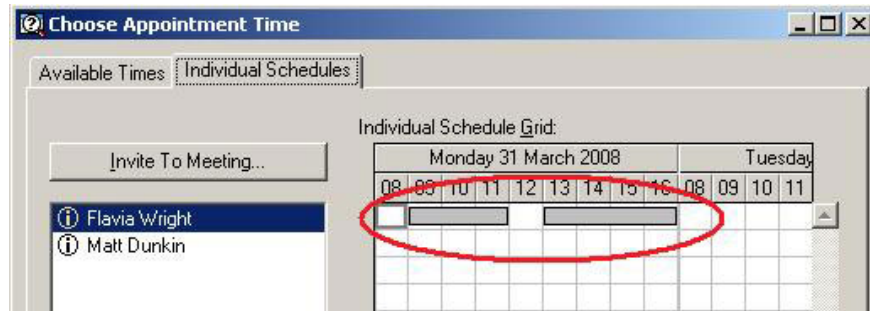 Choose Appointment Time
Available Times Individual Schedules
Individual Schedule Grid:
Invite To Meeting...
Monday 31 March 2008 Tuesday
08 09 10 11 12 13 14 15 16 08 09 10 11
Flavia Wright
Matt Dunkin